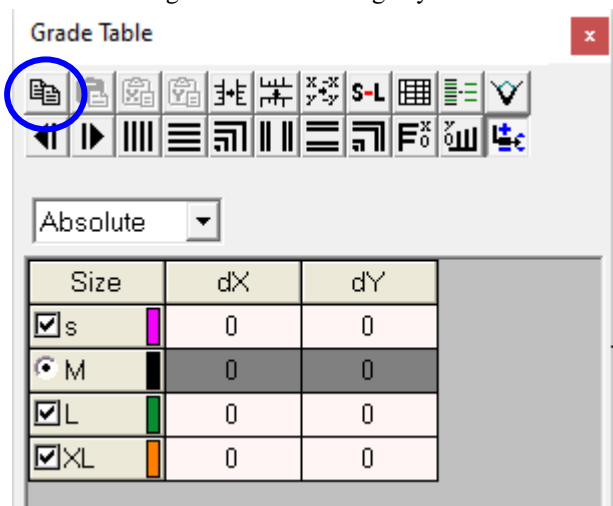 Grade Table
x
S-L
Absolute
Size dX dY
s 0 0
M 0 0
L 0 0
XL 0 0